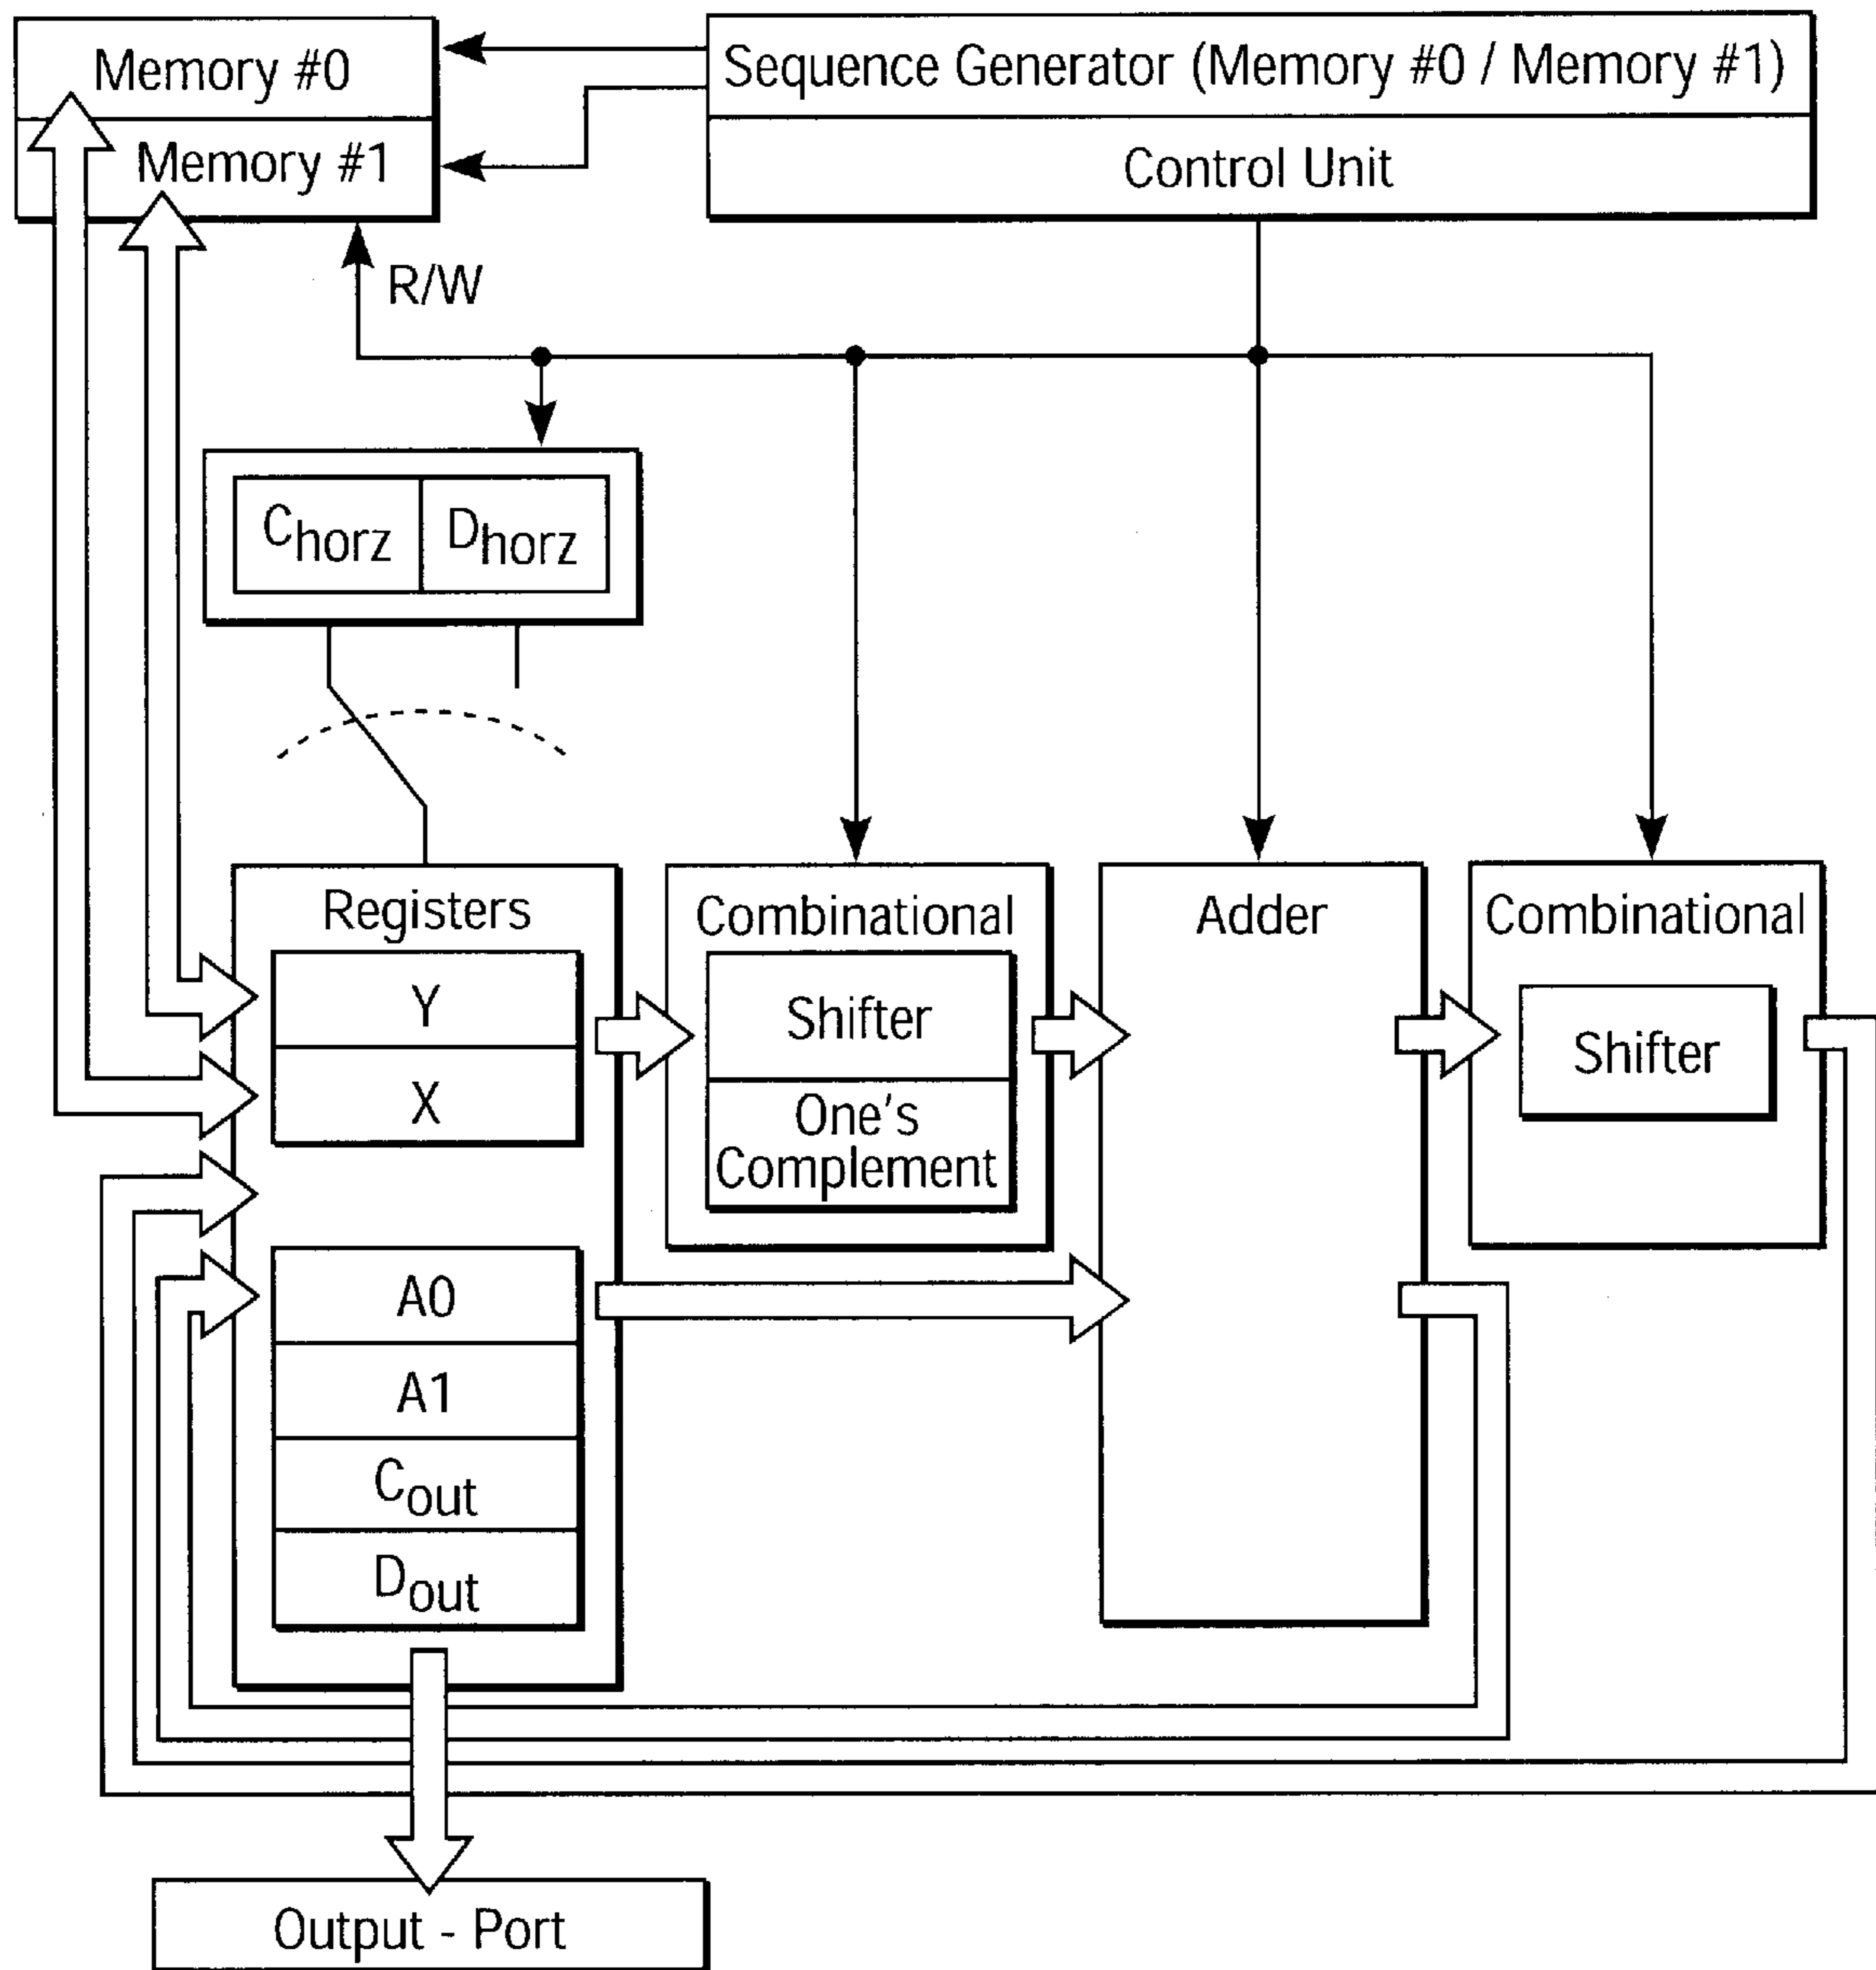 Memory #0
Sequence Generator (Memory #0 / Memory #1)
Memory #1
Control Unit
R/W
Chorz
Dhorz
Registers
Y
X
A0
A1
Cout
Dout
Combinational
Shifter
One's
Complement
Adder
Combinational
Shifter
Output - Port